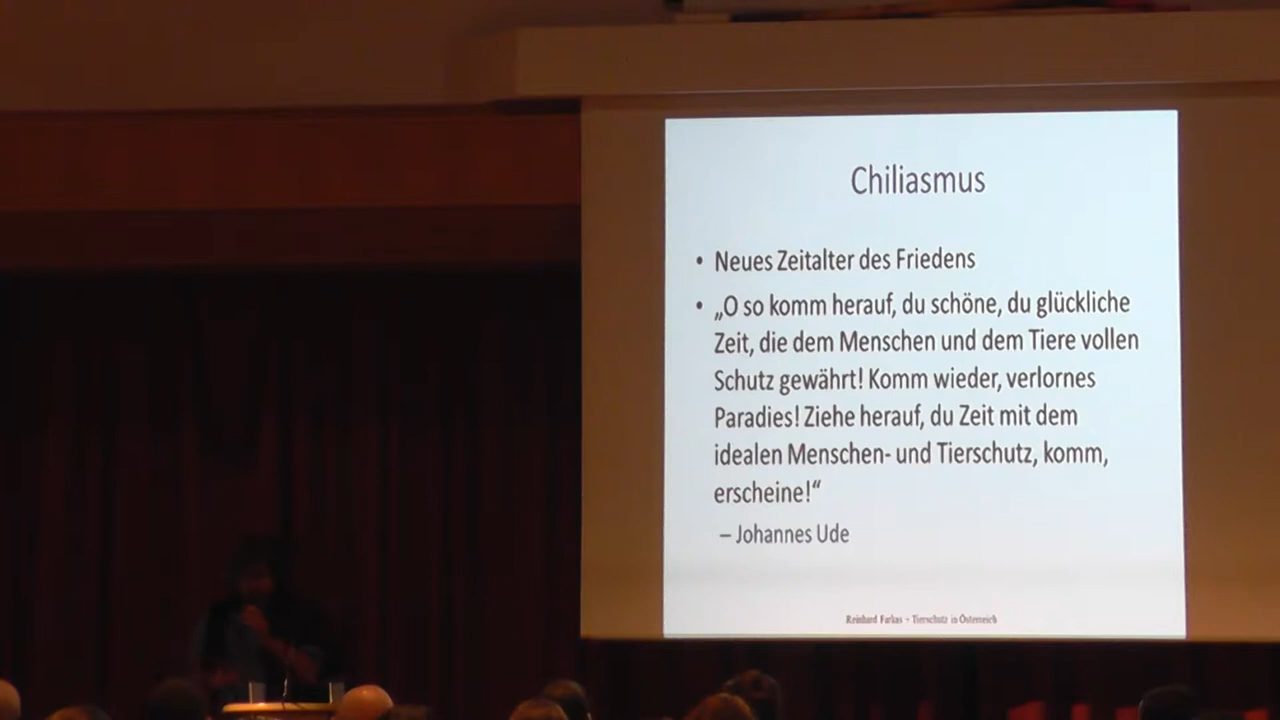 Chiliasmus
• Neues Zeitalter des Friedens
• „O so komm herauf, du schöne, du glückliche
Zeit, die dem Menschen und dem Tiere vollen
Schutz gewährt! Komm wieder, verlornes
Paradies! Ziehe herauf, du Zeit mit dem
idealen Menschen- und Tierschutz, komm,
erscheine!“
– Johannes Ude
Reinhard Farkas – Tierschutz in Österreich